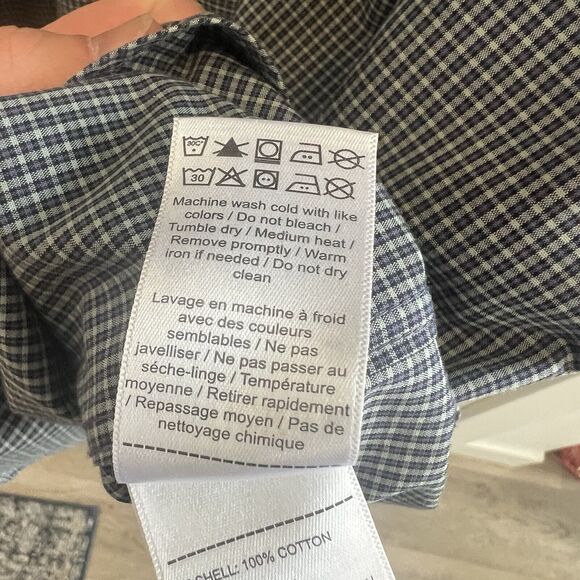 30C°
30
Machine wash cold with like
colors / Do not bleach /
Tumble dry / Medium heat /
Remove promptly / Warm
iron if needed / Do not dry
clean
Lavage en machine à froid
avec des couleurs
semblables / Ne pas
javelliser / Ne pas passer au
séche-linge / Température
moyenne / Retirer rapidement
/ Repassage moyen / Pas de
nettoyage chimique
SHELL: 100% COTTON